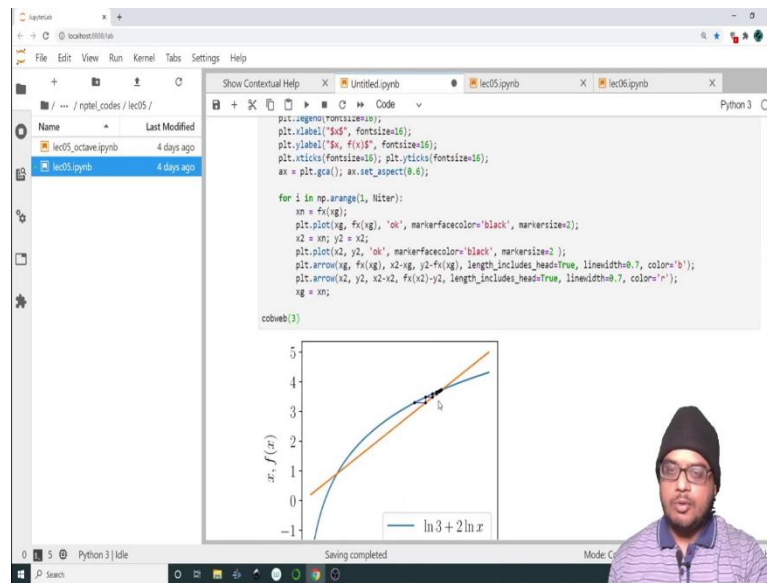 JupyterLab
localhost:8888/lab
File Edit View Run Kernel Tabs Settings Help
Show Contextual Help Untitled.ipynb lec05.ipynb lec06.ipynb
/ ··· / nptel_codes / lec05 /
Code
Python 3
Name Last Modified
lec05_octave.ipynb 4 days ago
lec05.ipynb 4 days ago
plt.legend(fontsize=16);
plt.xlabel("$x$", fontsize=16);
plt.ylabel("$x, f(x)$", fontsize=16);
plt.xticks(fontsize=16); plt.yticks(fontsize=16);
ax = plt.gca(); ax.set_aspect(0.6);
for i in np.arange(1, Niter):
xn = fx(xg);
plt.plot(xg, fx(xg), 'ok', markerfacecolor='black', markersize=2);
x2 = xn; y2 = x2;
plt.plot(x2, y2, 'ok', markerfacecolor='black', markersize=2 );
plt.arrow(xg, fx(xg), x2-xg, y2-fx(xg), length_includes_head=True, linewidth=0.7, color='b');
plt.arrow(x2, y2, x2-x2, fx(x2)-y2, length_includes_head=True, linewidth=0.7, color='r');
xg = xn;
cobweb(3)
5
4
3
2
1
0
−1
x, f(x)
ln 3 + 2 ln x
0 5 Python 3 | Idle Saving completed
Search